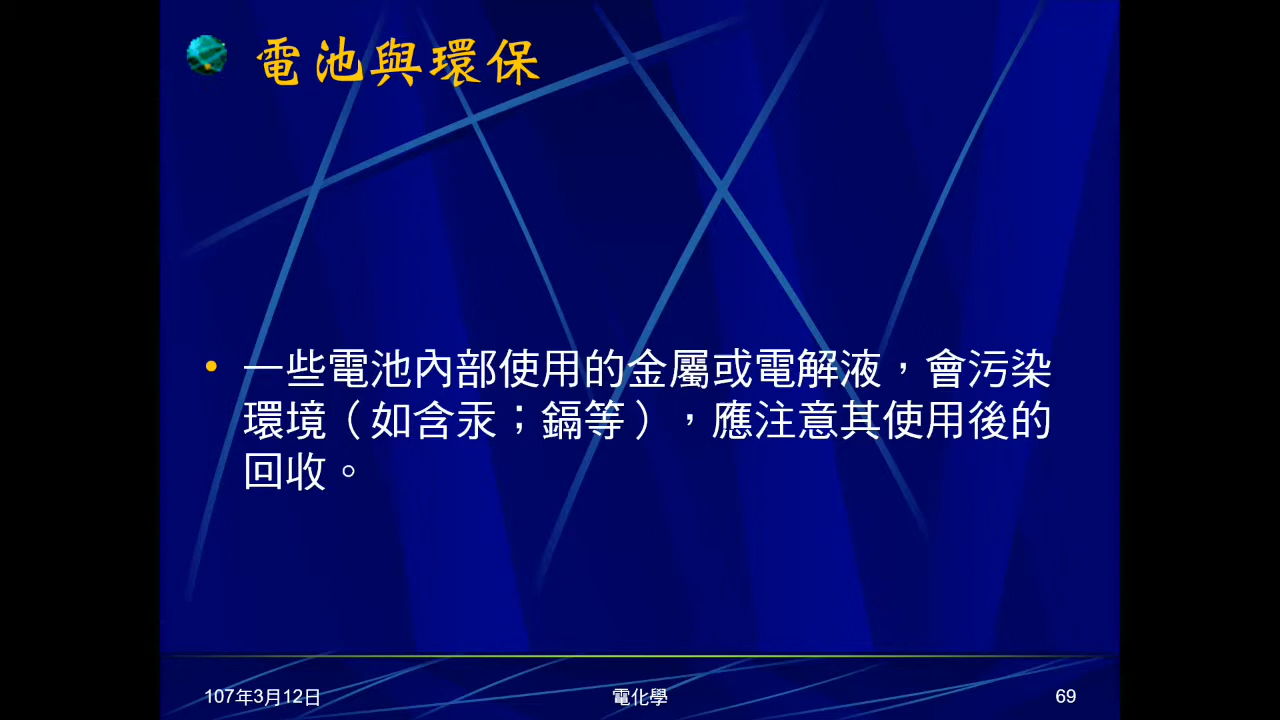 電池與環保
• 一些電池內部使用的金屬或電解液，會污染
環境（如含汞；鎘等），應注意其使用後的
回收。
107年3月12日
電化學
69